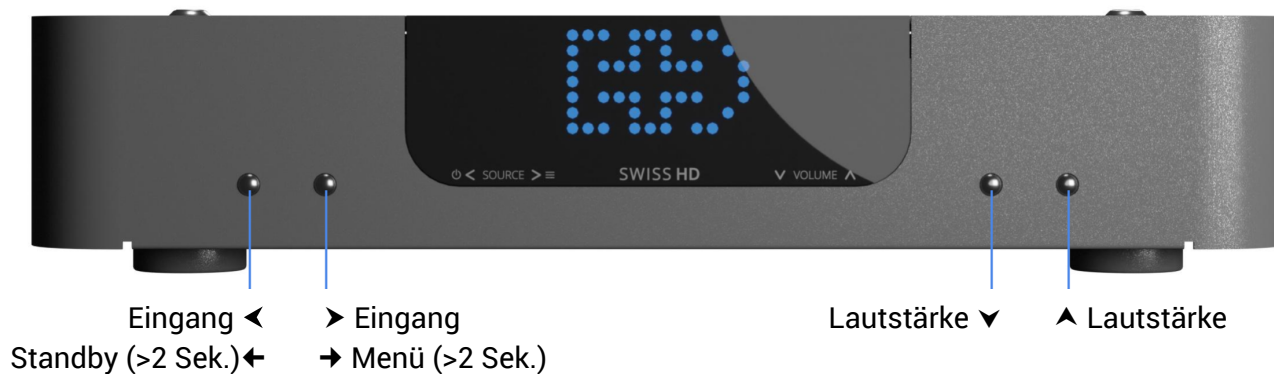 ⏻ < SOURCE > ≡ SWISS HD ∨ VOLUME ∧
Eingang ⮜ ⮞ Eingang Lautstärke ⮟ ⮝ Lautstärke
Standby (>2 Sek.)🡸 🡺 Menü (>2 Sek.)